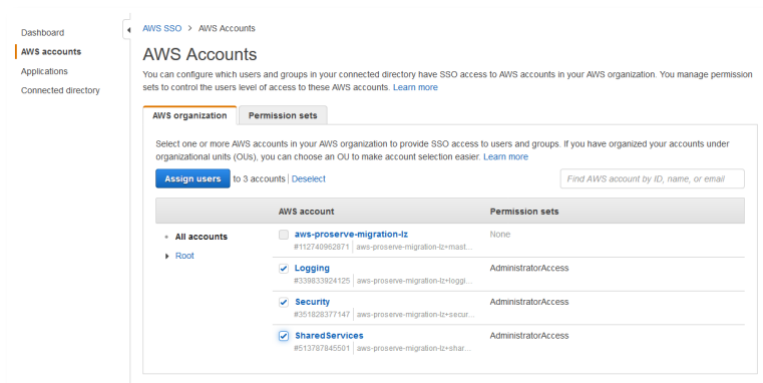 Dashboard
AWS accounts
Applications
Connected directory
AWS SSO > AWS Accounts
AWS Accounts
You can configure which users and groups in your connected directory have SSO access to AWS accounts in your AWS organization. You manage permission
sets to control the users level of access to these AWS accounts. Learn more
AWS organization Permission sets
Select one or more AWS accounts in your AWS organization to provide SSO access to users and groups. If you have organized your accounts under
organizational units (OUs), you can choose an OU to make account selection easier. Learn more
Assign users to 3 accounts | Deselect Find AWS account by ID, name, or email
AWS account Permission sets
All accounts
Root
aws-proserve-migration-lz None
#112740962871 | aws-proserve-migration-lz+mast...
Logging AdministratorAccess
#339833924125 | aws-proserve-migration-lz+loggi...
Security AdministratorAccess
#351828377147 | aws-proserve-migration-lz+secur...
SharedServices AdministratorAccess
#513787845501 | aws-proserve-migration-lz+shar...